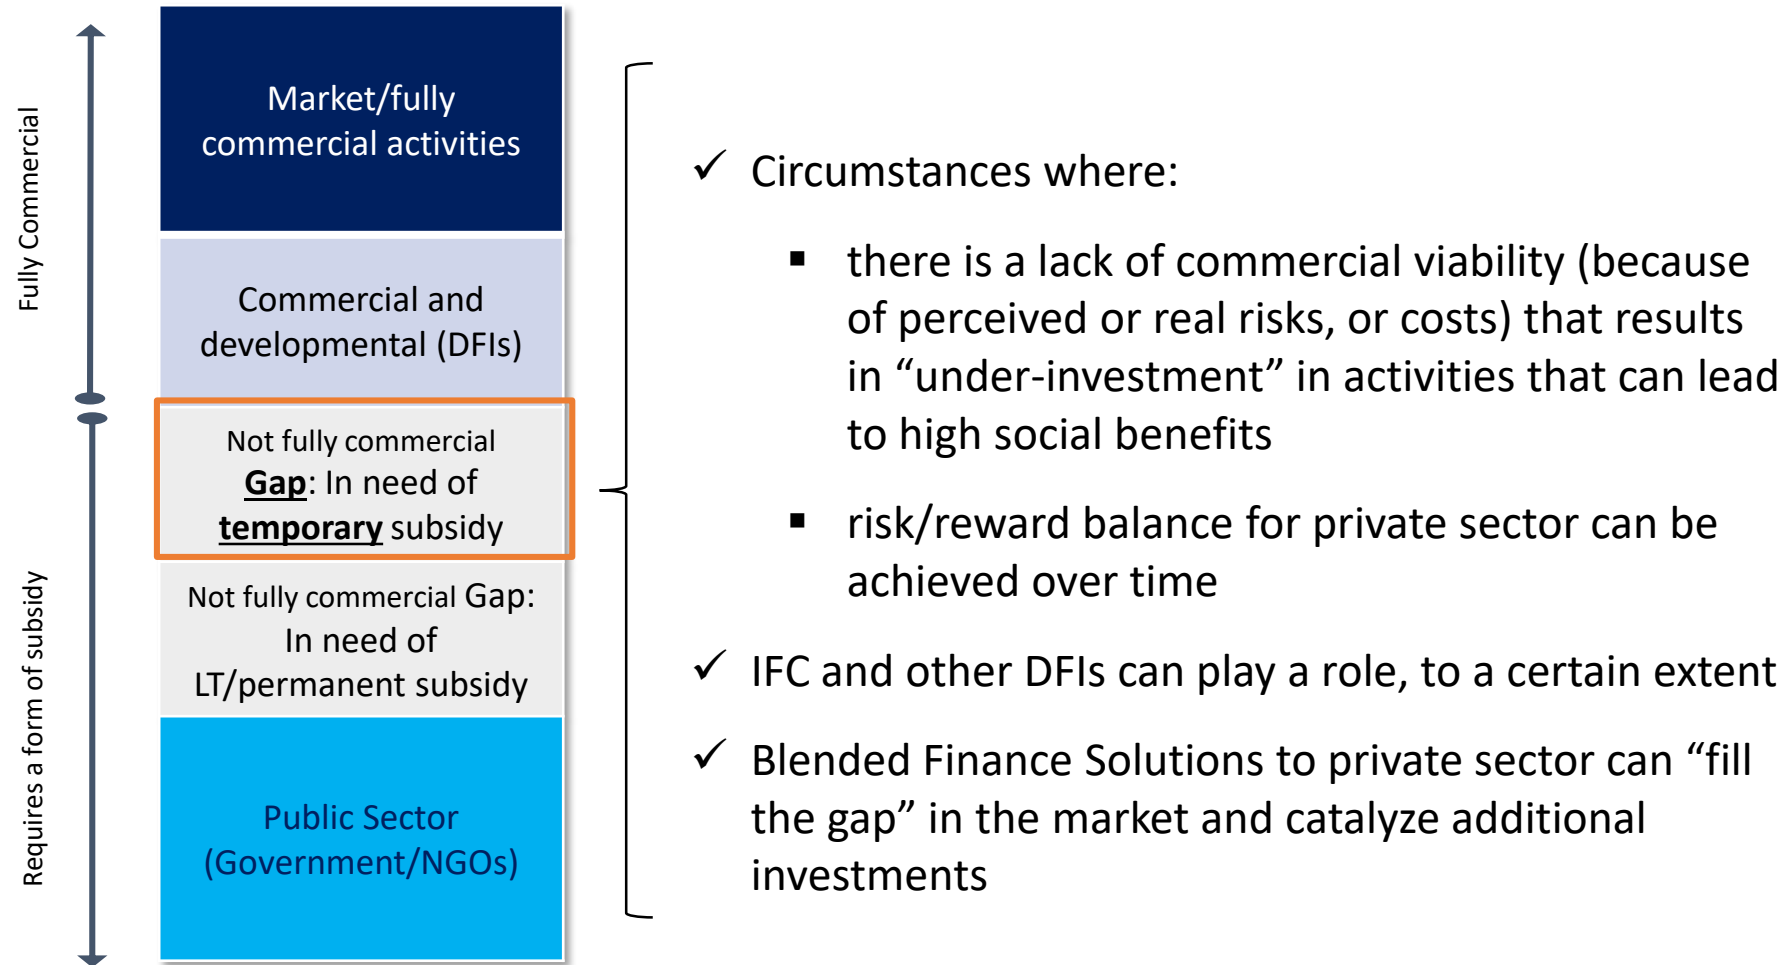 Fully Commercial
Requires a form of subsidy
Market/fully
commercial activities
Commercial and
developmental (DFIs)
Not fully commercial
Gap: In need of
temporary subsidy
Not fully commercial Gap:
In need of
LT/permanent subsidy
Public Sector
(Government/NGOs)
✓ Circumstances where:
▪ there is a lack of commercial viability (because
of perceived or real risks, or costs) that results
in “under-investment” in activities that can lead
to high social benefits
▪ risk/reward balance for private sector can be
achieved over time
✓ IFC and other DFIs can play a role, to a certain extent
✓ Blended Finance Solutions to private sector can “fill
the gap” in the market and catalyze additional
investments